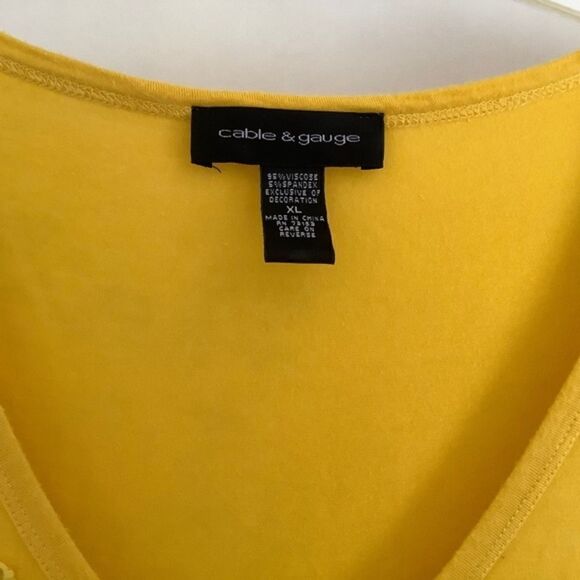 cable & gauge
95% VISCOSE
5% SPANDEX
EXCLUSIVE OF
DECORATION
XL
MADE IN CHINA
RN 73153
CARE ON
REVERSE